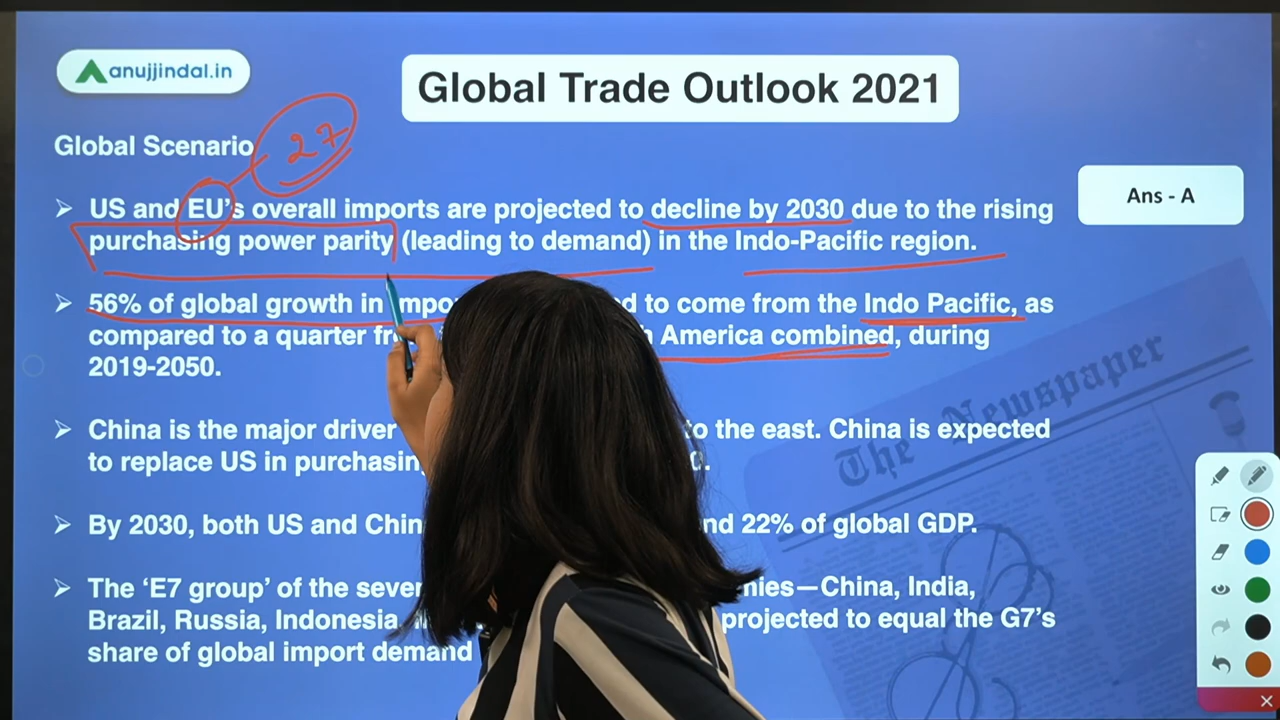 anujjindal.in
Global Trade Outlook 2021
27
Global Scenario
Ans - A
US and EU's overall imports are projected to decline by 2030 due to the rising
purchasing power parity (leading to demand) in the Indo-Pacific region.
56% of global growth in to come from the Indo Pacific, as
compared to a quarter America combined, during
2019-2050.
China is the major driver to the east. China is expected
to replace US in
By 2030, both US and 22% of global GDP.
The 'E7 group' of the China, India,
Brazil, Russia, Indonesia, projected to equal the G7's
share of global import demand
The Newspaper